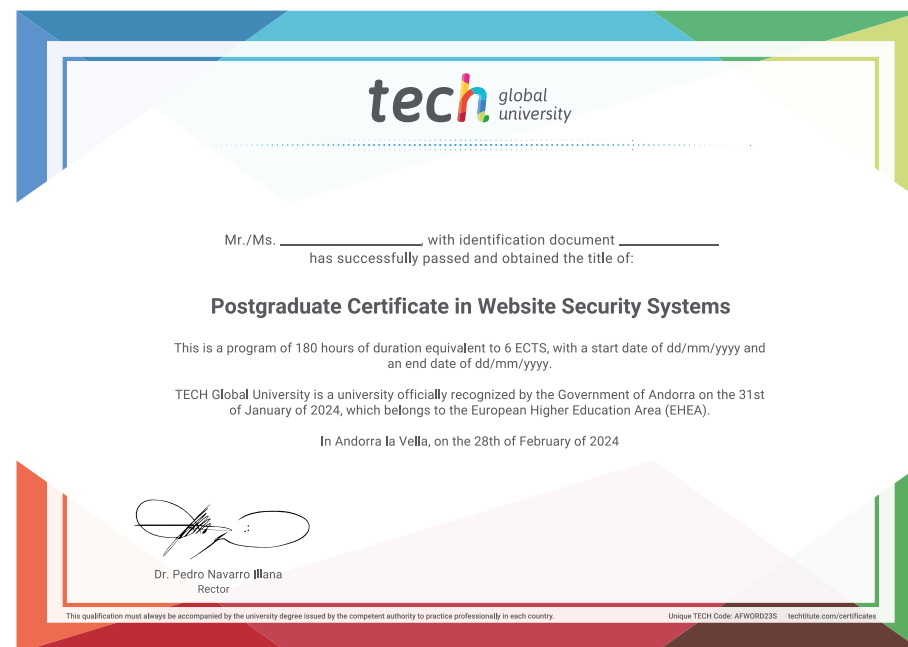 tech global
university
Mr./Ms. ____________________, with identification document ______________
has successfully passed and obtained the title of:
Postgraduate Certificate in Website Security Systems
This is a program of 180 hours of duration equivalent to 6 ECTS, with a start date of dd/mm/yyyy and
an end date of dd/mm/yyyy.
TECH Global University is a university officially recognized by the Government of Andorra on the 31st
of January of 2024, which belongs to the European Higher Education Area (EHEA).
In Andorra la Vella, on the 28th of February of 2024
Dr. Pedro Navarro Illana
Rector
This qualification must always be accompanied by the university degree issued by the competent authority to practice professionally in each country. Unique TECH Code: AFWORD23S techtitute.com/certificates